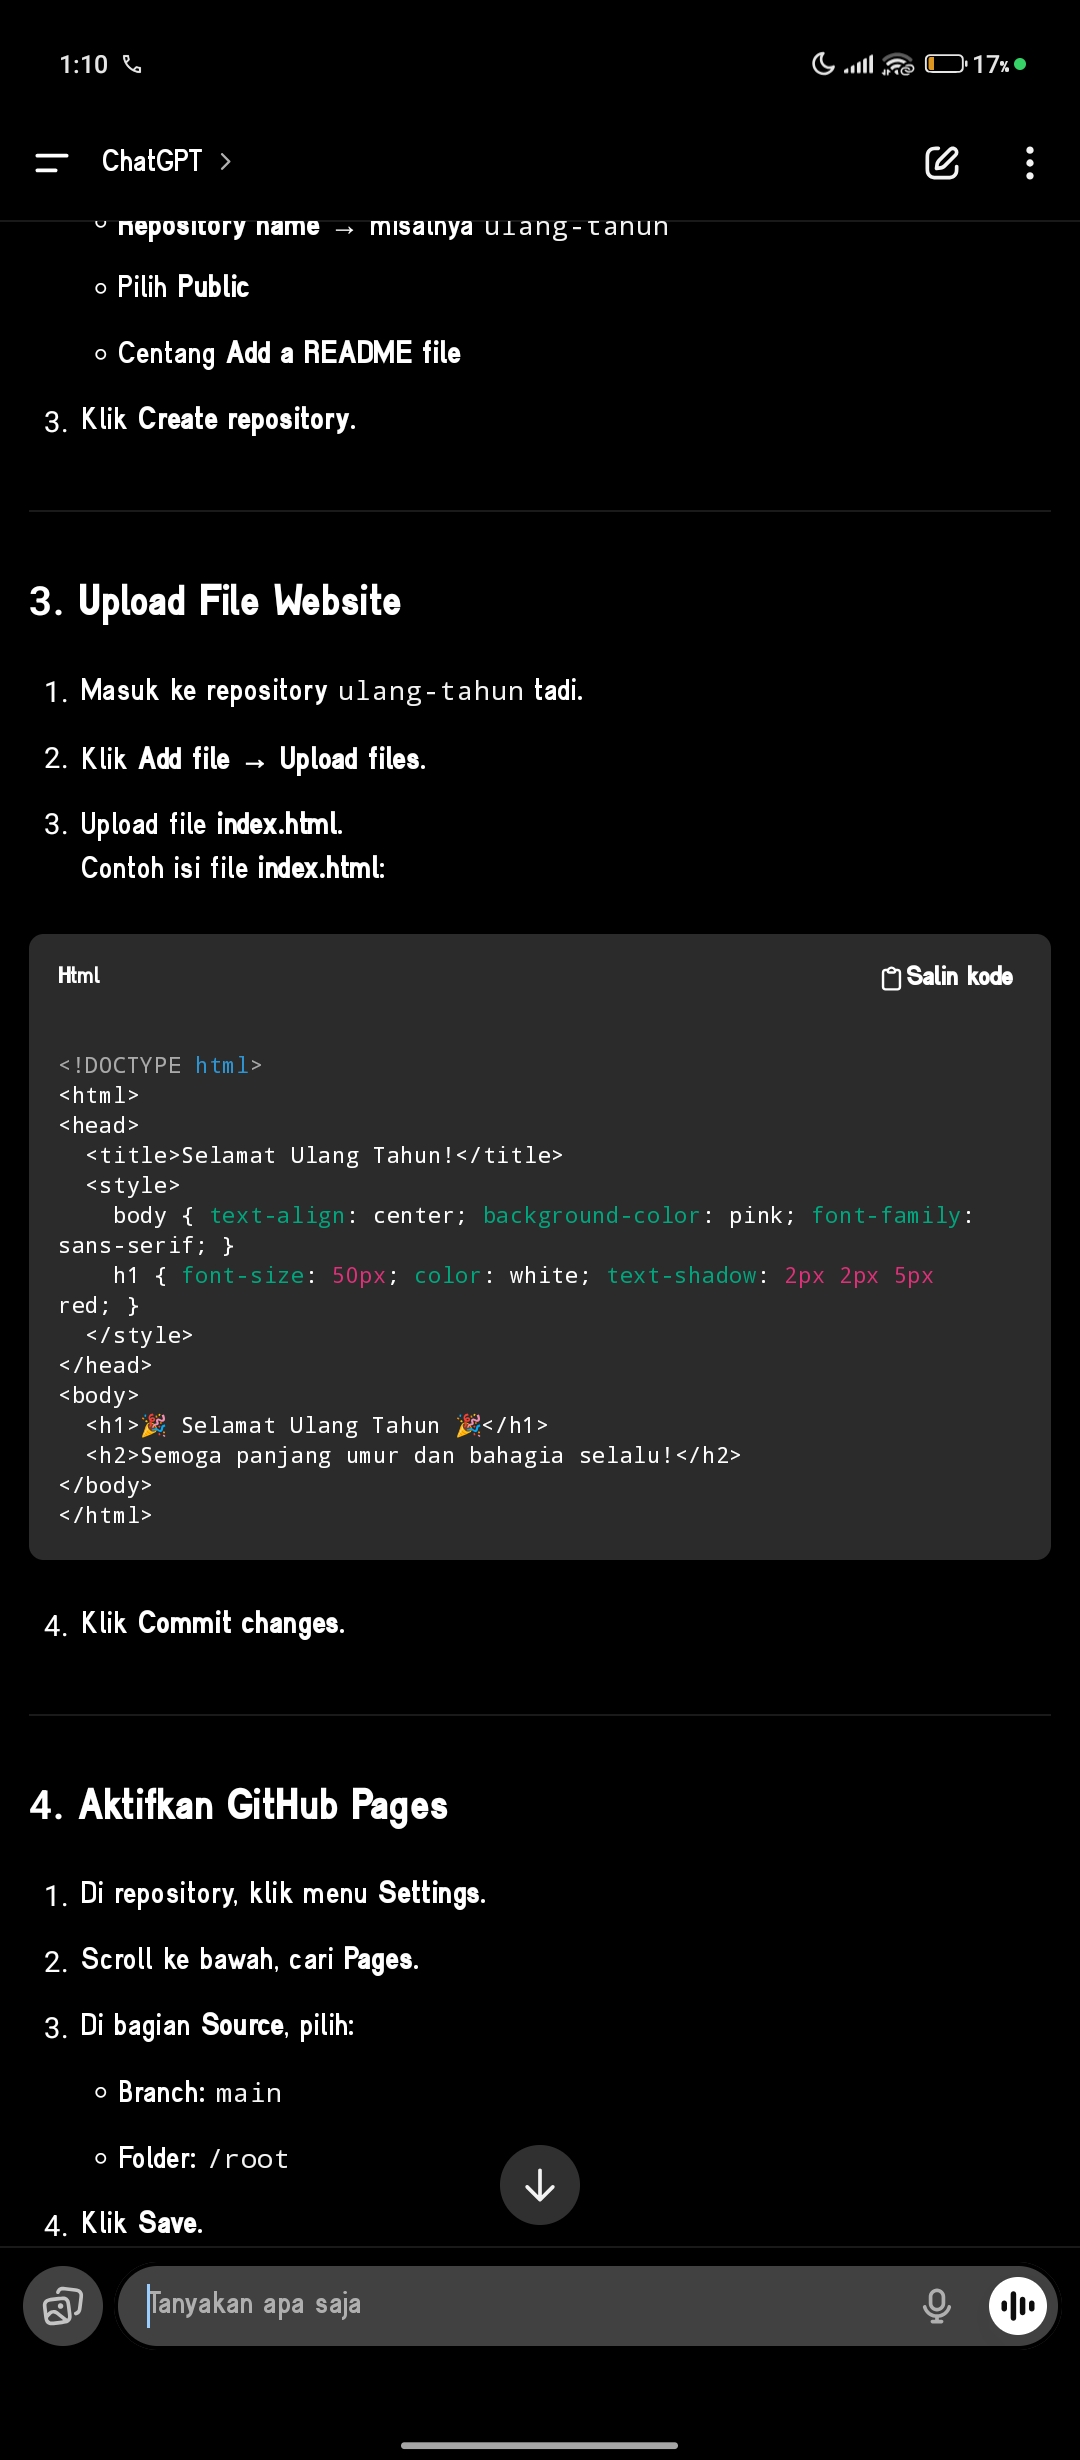 1:10
17%
ChatGPT >
○ Repository name → misalnya ulang-tahun
○ Pilih Public
○ Centang Add a README file
3. Klik Create repository.
3. Upload File Website
1. Masuk ke repository ulang-tahun tadi.
2. Klik Add file → Upload files.
3. Upload file index.html.
Contoh isi file index.html:
Html
Salin kode
<!DOCTYPE html>
<html>
<head>
  <title>Selamat Ulang Tahun!</title>
  <style>
    body { text-align: center; background-color: pink; font-family:
sans-serif; }
    h1 { font-size: 50px; color: white; text-shadow: 2px 2px 5px
red; }
  </style>
</head>
<body>
  <h1>🎉 Selamat Ulang Tahun 🎉</h1>
  <h2>Semoga panjang umur dan bahagia selalu!</h2>
</body>
</html>
4. Klik Commit changes.
4. Aktifkan GitHub Pages
1. Di repository, klik menu Settings.
2. Scroll ke bawah, cari Pages.
3. Di bagian Source, pilih:
○ Branch: main
○ Folder: /root
4. Klik Save.
Tanyakan apa saja